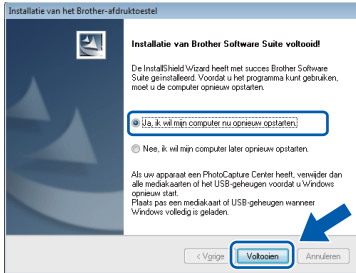 Installatie van het Brother-afdruktoestel
Installatie van Brother Software Suite voltooid!
De InstallShield Wizard heeft met succes Brother Software
Suite geïnstalleerd. Voordat u het programma kunt gebruiken,
moet u de computer opnieuw opstarten.
Ja, ik wil mijn computer nu opnieuw opstarten.
Nee, ik wil mijn computer later opnieuw opstarten.
Als uw apparaat een PhotoCapture Center heeft, verwijder dan
alle mediakaarten of het USB-geheugen voordat u Windows
opnieuw start.
Plaats pas een mediakaart of USB-geheugen wanneer
Windows volledig is geladen.
< Vorige
Voltooien
Annuleren